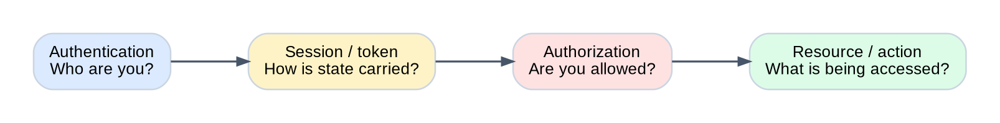 Authentication
Who are you?
Session / token
How is state carried?
Authorization
Are you allowed?
Resource / action
What is being accessed?